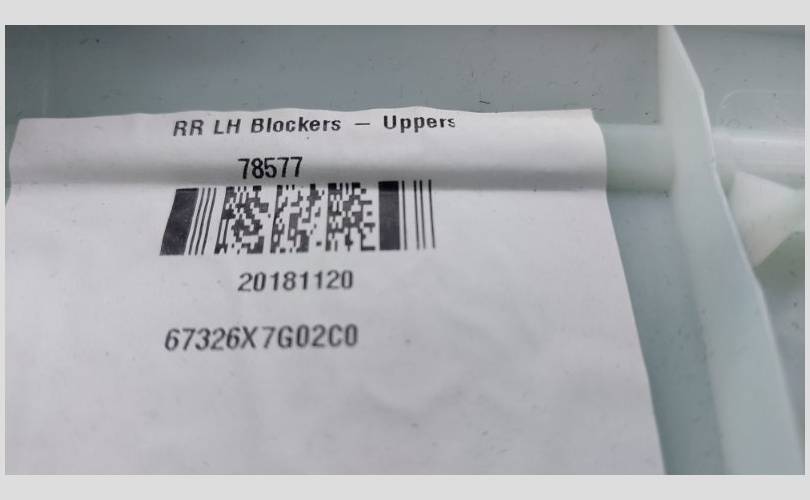 RR LH Blockers – Uppers
78577
20181120
67326X7G02C0